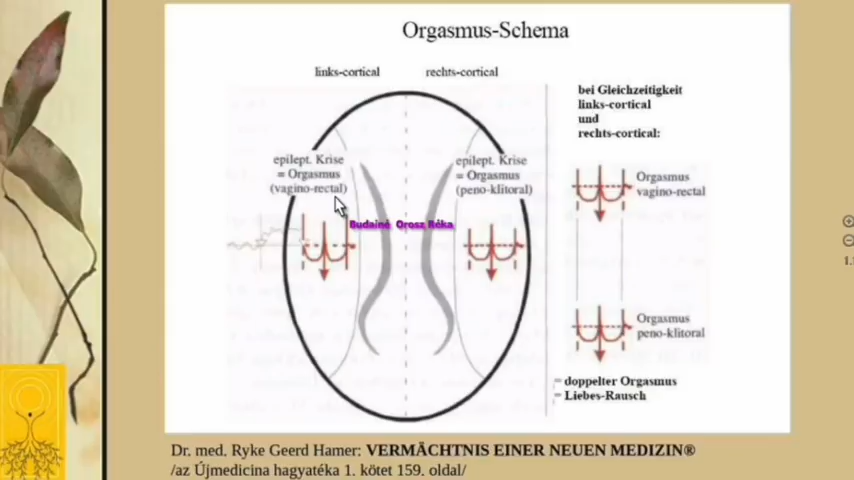 Orgasmus-Schema
links-cortical
rechts-cortical
epilept. Krise
= Orgasmus
(vagino-rectal)
epilept. Krise
= Orgasmus
(peno-klitoral)
Budainé Orosz Réka
bei Gleichzeitigkeit
links-cortical
und
rechts-cortical:
Orgasmus
vagino-rectal
Orgasmus
peno-klitoral
= doppelter Orgasmus
= Liebes-Rausch
Dr. med. Ryke Geerd Hamer: VERMÄCHTNIS EINER NEUEN MEDIZIN®
/az Újmedicina hagyatéka 1. kötet 159. oldal/